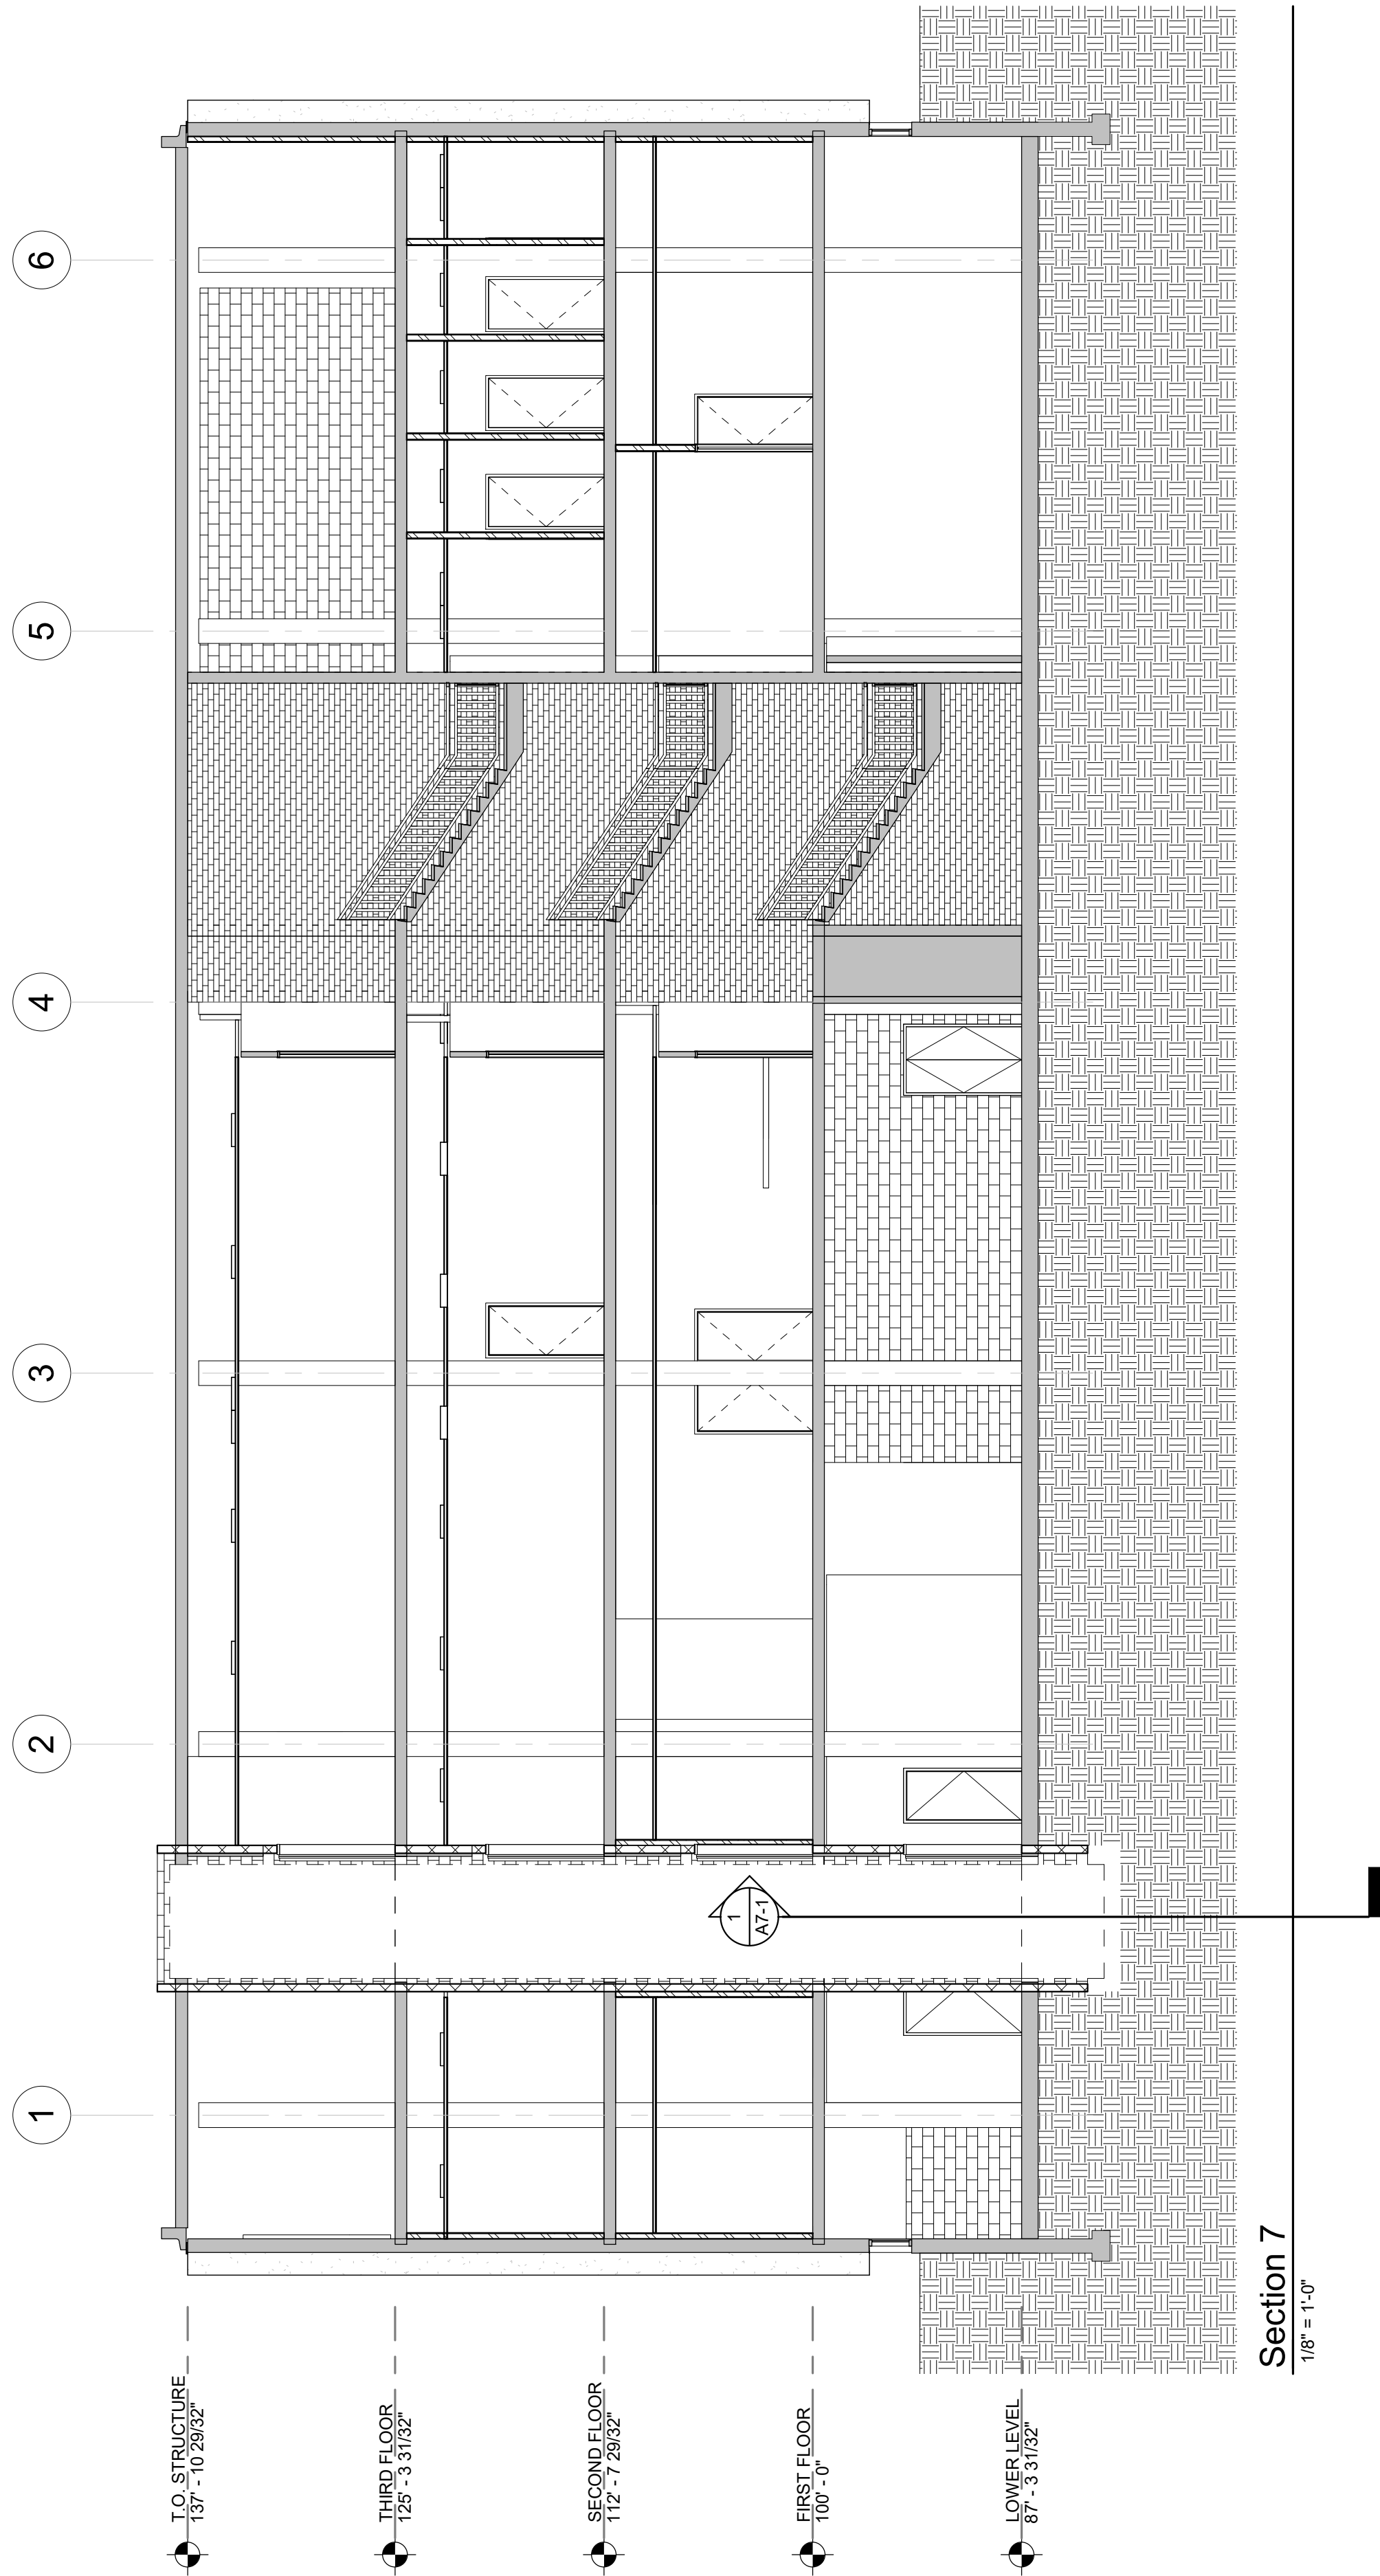 1
2
3
4
5
6
T.O. STRUCTURE
137' - 10 29/32"
THIRD FLOOR
125' - 3 31/32"
SECOND FLOOR
112' - 7 29/32"
FIRST FLOOR
100' - 0"
LOWER LEVEL
87' - 3 31/32"
1
A7-1
Section 7
1/8" = 1'-0"